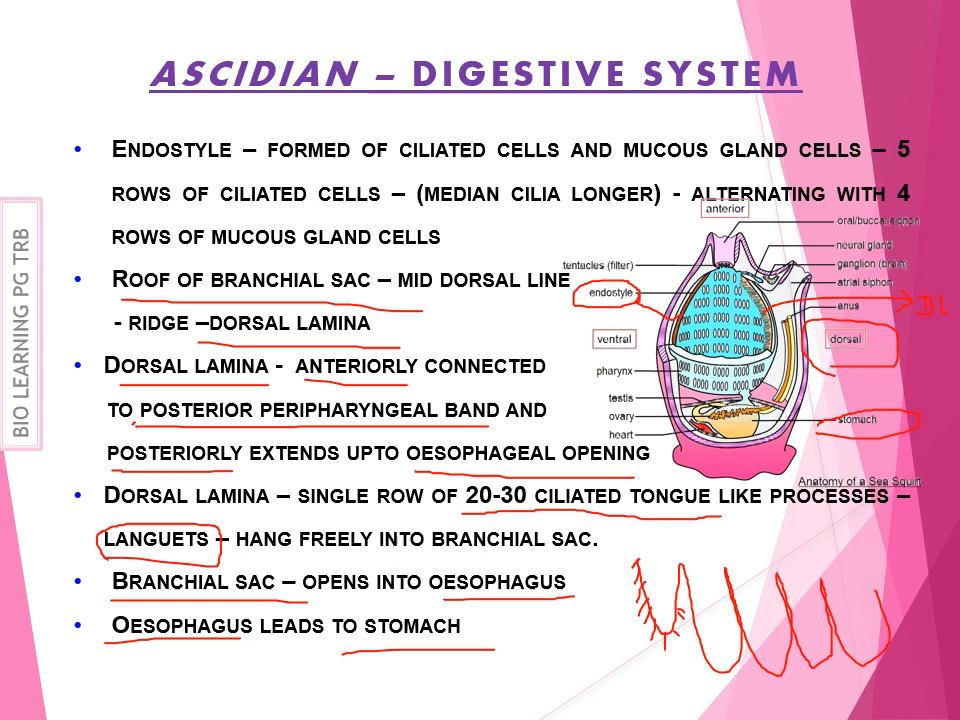 ASCIDIAN – DIGESTIVE SYSTEM
• ENDOSTYLE – FORMED OF CILIATED CELLS AND MUCOUS GLAND CELLS – 5
ROWS OF CILIATED CELLS – (MEDIAN CILIA LONGER) - ALTERNATING WITH 4
ROWS OF MUCOUS GLAND CELLS
• ROOF OF BRANCHIAL SAC – MID DORSAL LINE
- RIDGE –DORSAL LAMINA
• DORSAL LAMINA - ANTERIORLY CONNECTED
TO POSTERIOR PERIPHARYNGEAL BAND AND
POSTERIORLY EXTENDS UPTO OESOPHAGEAL OPENING
• DORSAL LAMINA – SINGLE ROW OF 20-30 CILIATED TONGUE LIKE PROCESSES –
LANGUETS – HANG FREELY INTO BRANCHIAL SAC.
• BRANCHIAL SAC – OPENS INTO OESOPHAGUS
• OESOPHAGUS LEADS TO STOMACH
BIO LEARNING PG TRB
anterior
oral/buccal siphon
neural gland
ganglion (brain)
atrial siphon
anus
DL
dorsal
stomach
tentacles (filter)
endostyle
ventral
pharynx
testis
ovary
heart
Anatomy of a Sea Squirt